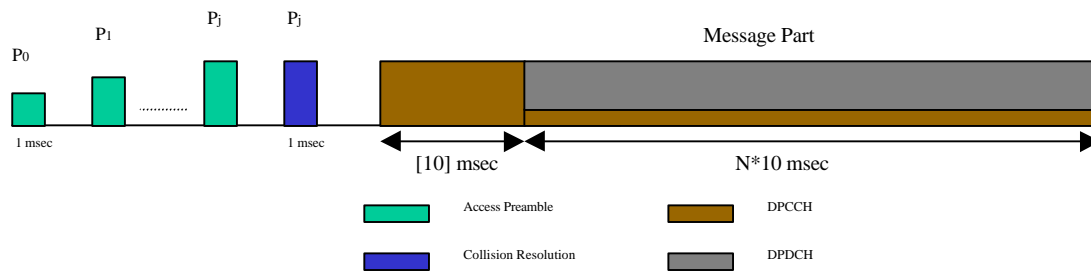 P0
P1
Pj
Pj
Message Part
1 msec
1 msec
[10] msec
N*10 msec
Access Preamble
DPCCH
Collision Resolution
DPDCH